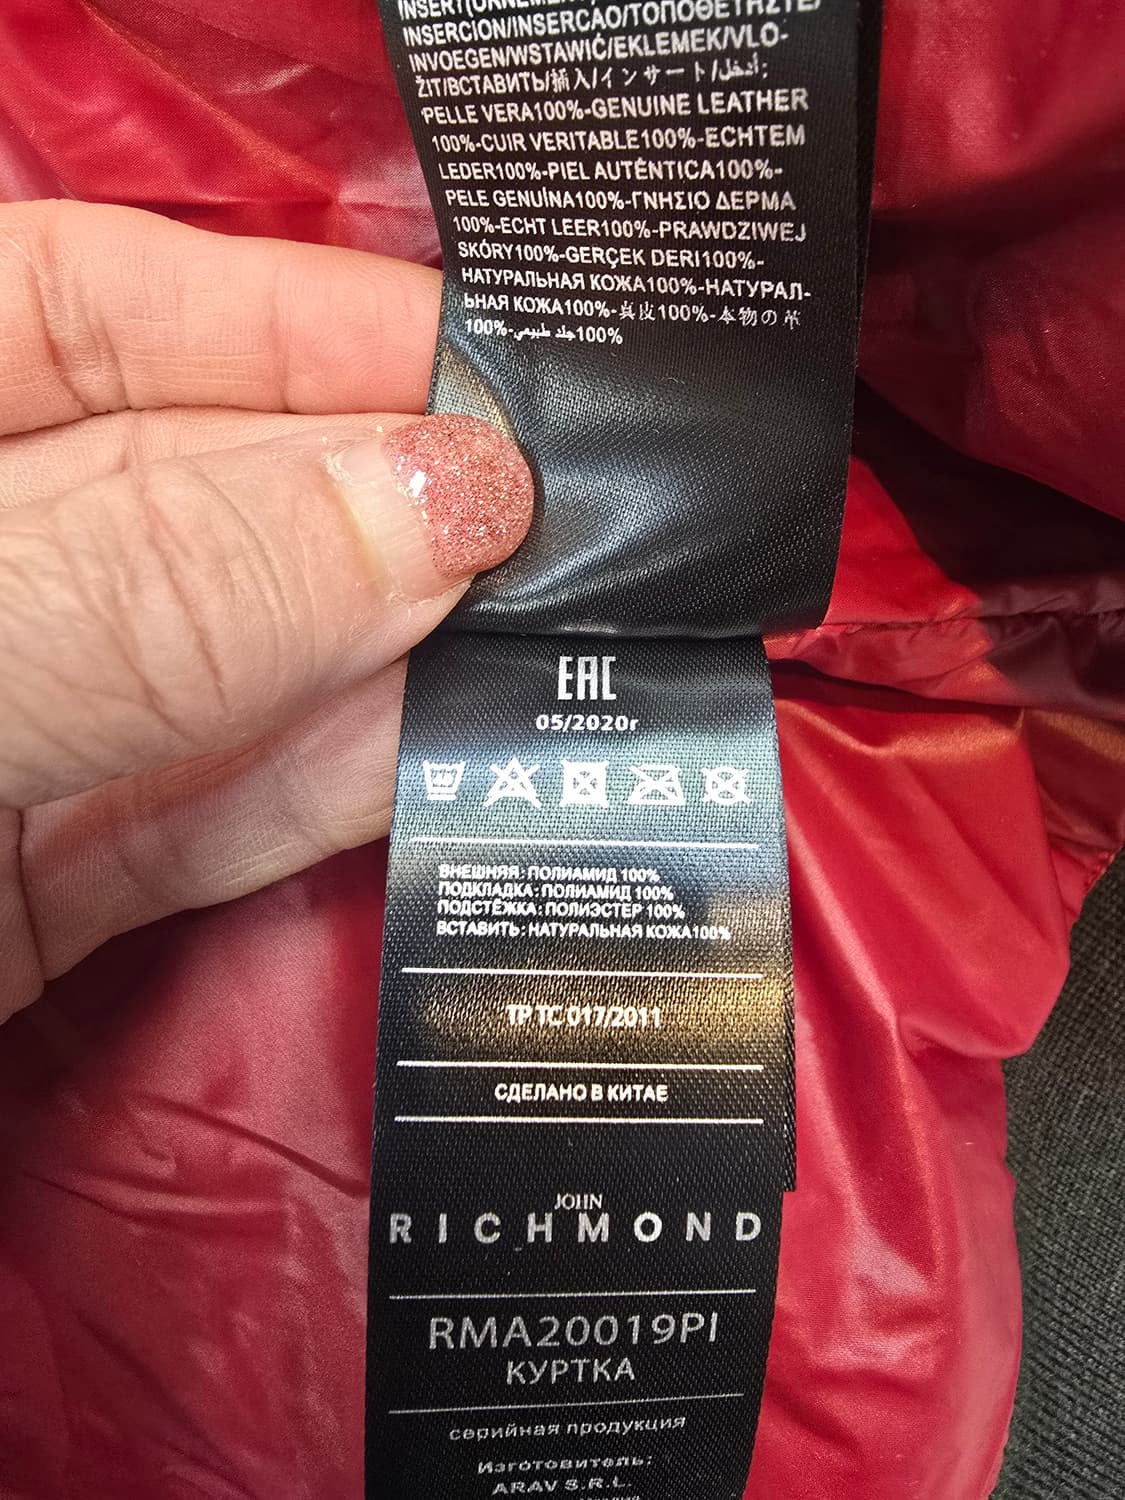 INSERCIÓN/INSERÇÃO/ΤΟΠΟΘΕΤΗΣΤΕ/
INVOEGEN/WSTAWIĆ/EKLEMEK/VLO-
ŽIT/ВСТАВИТЬ/插入/インサート/أدخل:
PELLE VERA100%-GENUINE LEATHER
100%-CUIR VERITABLE100%-ECHTEM
LEDER100%-PIEL AUTÉNTICA100%-
PELE GENUÍNA100%-ΓΝΗΣΙΟ ΔΕΡΜΑ
100%-ECHT LEER100%-PRAWDZIWEJ
SKÓRY100%-GERÇEK DERI100%-
НАТУРАЛЬНАЯ КОЖА100%-НАТУРАЛ-
ЬНАЯ КОЖА100%-真皮100%-本物の革
100%-جلد طبيعي100%
EAC
05/2020г
ВНЕШНЯЯ: ПОЛИАМИД 100%
ПОДКЛАДКА: ПОЛИАМИД 100%
ПОДСТЁЖКА: ПОЛИЭСТЕР 100%
ВСТАВИТЬ: НАТУРАЛЬНАЯ КОЖА100%
ТР ТС 017/2011
СДЕЛАНО В КИТАЕ
JOHN
RICHMOND
RMA20019PI
КУРТКА
серийная продукция
Изготовитель:
ARAV S.R.L.